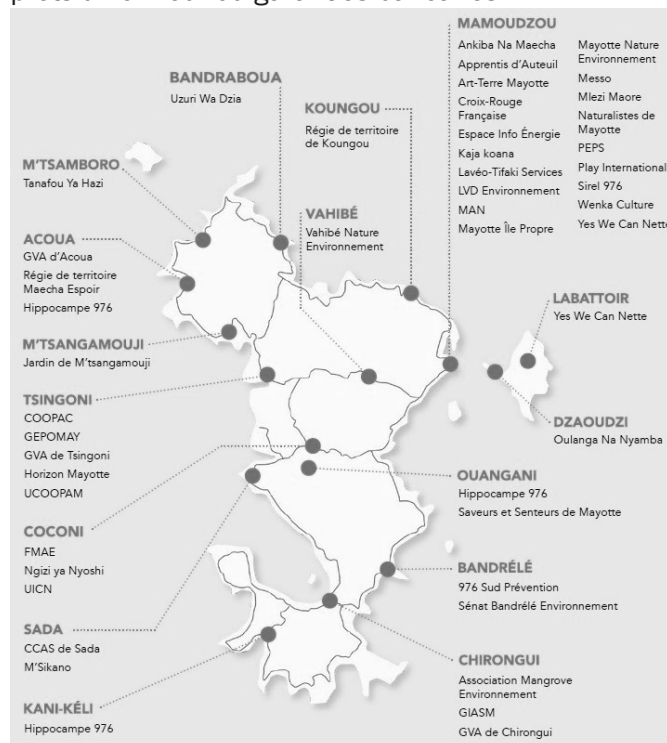 MAMOUDZOU
Ankiba Na Maecha
Apprentis d'Auteuil
Art-Terre Mayotte
Croix-Rouge
Française
Espace Info Énergie
Kaja koana
Lavéo-Tifaki Services
LVD Environnement
MAN
Mayotte Île Propre
Mayotte Nature
Environnement
Messo
Mlezi Maore
Naturalistes de
Mayotte
PEPS
Play International
Sirel 976
Wenka Culture
Yes We Can Nette
BANDRABOUA
Uzuri Wa Dzia
KOUNGOU
Régie de territoire
de Koungou
M'TSAMBORO
Tanafou Ya Hazi
VAHIBÉ
Vahibé Nature
Environnement
ACOUA
GVA d'Acoua
Régie de territoire
Maecha Espoir
Hippocampe 976
LABATTOIR
Yes We Can Nette
M'TSANGAMOUJI
Jardin de M'tsangamouji
TSINGONI
COOPAC
GEPOMAY
GVA de Tsingoni
Horizon Mayotte
UCOOPAM
DZAOUDZI
Oulanga Na Nyamba
OUANGANI
Hippocampe 976
Saveurs et Senteurs de Mayotte
COCONI
FMAE
Ngizi ya Nyoshi
UICN
BANDRÉLÉ
976 Sud Prévention
Sénat Bandrélé Environnement
SADA
CCAS de Sada
M'Sikano
CHIRONGUI
Association Mangrove
Environnement
GIASM
GVA de Chirongui
KANI-KÉLI
Hippocampe 976